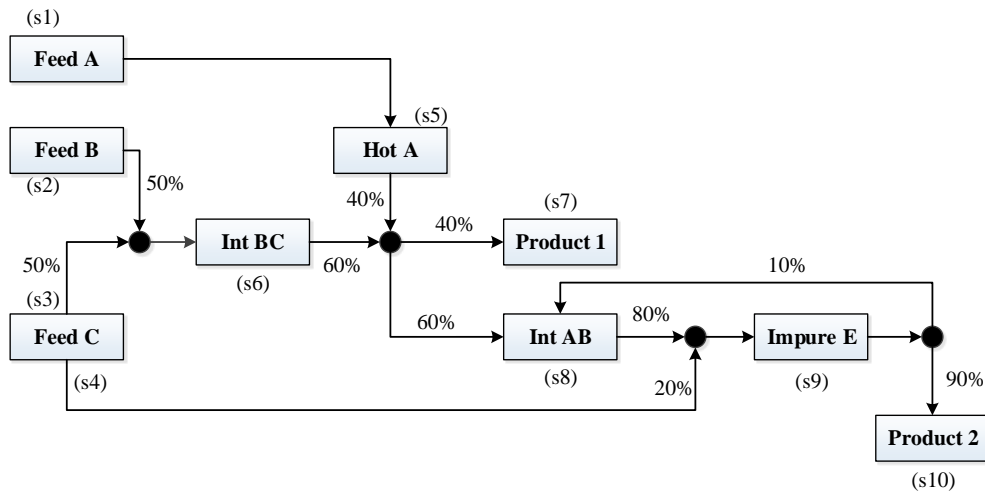 (s1)
Feed A
(s5)
Hot A
Feed B
(s2)
50%
40%
(s7)
40%
Product 1
Int BC
60%
(s6)
50%
(s3)
Feed C
(s4)
10%
60%
Int AB
80%
(s8)
20%
Impure E
(s9)
90%
Product 2
(s10)